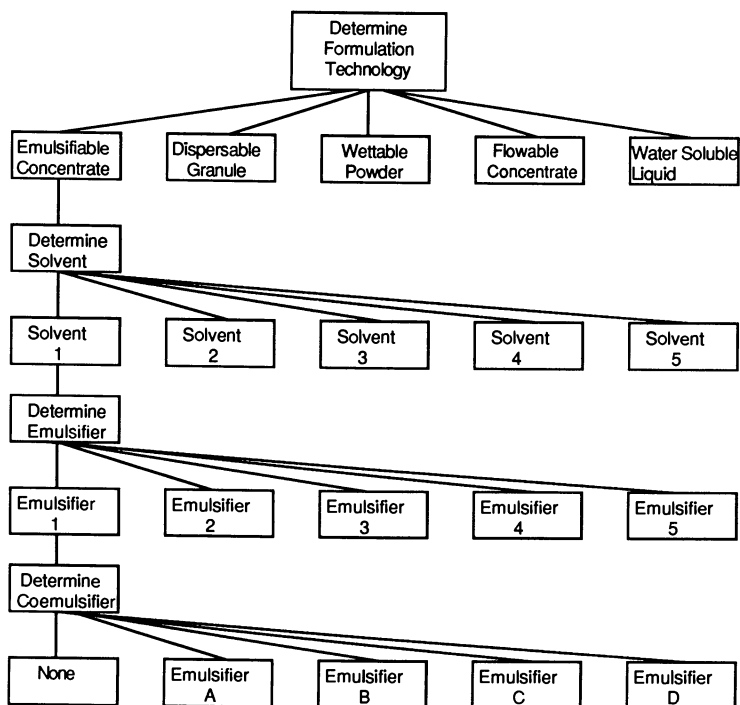 Determine
Formulation
Technology
Emulsifiable
Concentrate
Dispersable
Granule
Wettable
Powder
Flowable
Concentrate
Water Soluble
Liquid
Determine
Solvent
Solvent
1
Solvent
2
Solvent
3
Solvent
4
Solvent
5
Determine
Emulsifier
Emulsifier
1
Emulsifier
2
Emulsifier
3
Emulsifier
4
Emulsifier
5
Determine
Coemulsifier
None
Emulsifier
A
Emulsifier
B
Emulsifier
C
Emulsifier
D